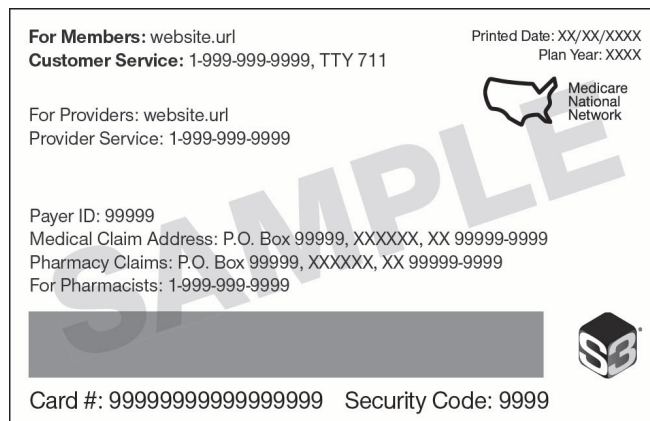 For Members: website.url
Customer Service: 1-999-999-9999, TTY 711
Printed Date: XX/XX/XXXX
Plan Year: XXXX
Medicare
National
Network
For Providers: website.url
Provider Service: 1-999-999-9999
SAMPLE
Payer ID: 99999
Medical Claim Address: P.O. Box 99999, XXXXXX, XX 99999-9999
Pharmacy Claims: P.O. Box 99999, XXXXXX, XX 99999-9999
For Pharmacists: 1-999-999-9999
S3
Card #: 99999999999999999 Security Code: 9999